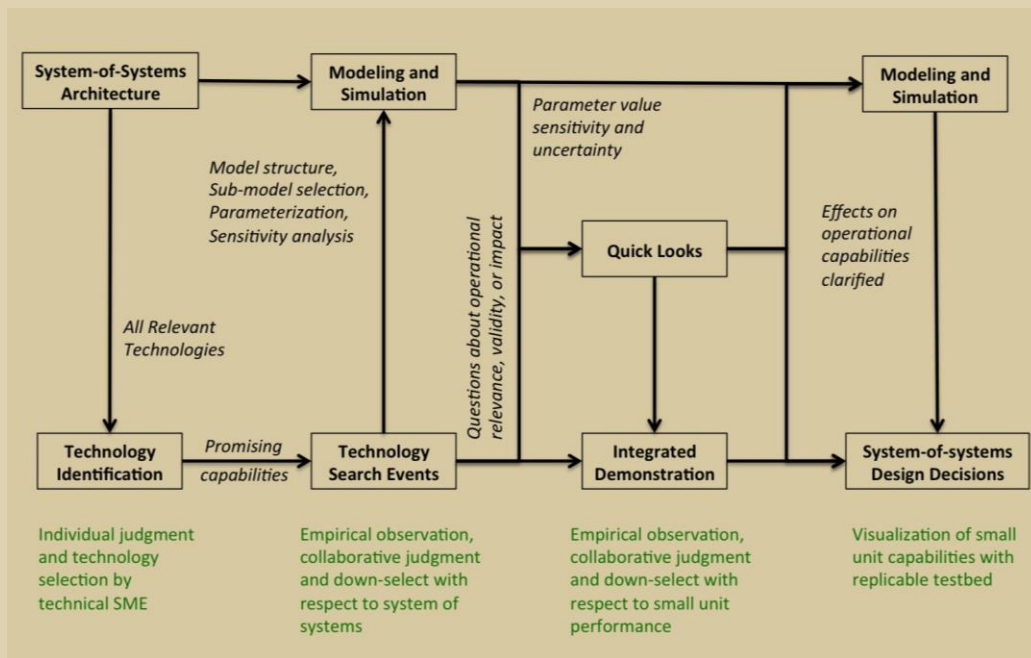 System-of-Systems
Architecture
Modeling and
Simulation
Modeling and
Simulation
Parameter value
sensitivity and
uncertainty
Model structure,
Sub-model selection,
Parameterization,
Sensitivity analysis
Questions about operational
relevance, validity, or impact
Effects on
operational
capabilities
clarified
Quick Looks
All Relevant
Technologies
Technology
Identification
Promising
capabilities
Technology
Search Events
Integrated
Demonstration
System-of-systems
Design Decisions
Individual judgment
and technology
selection by
technical SME
Empirical observation,
collaborative judgment
and down-select with
respect to system of
systems
Empirical observation,
collaborative judgment
and down-select with
respect to small unit
performance
Visualization of small
unit capabilities with
replicable testbed